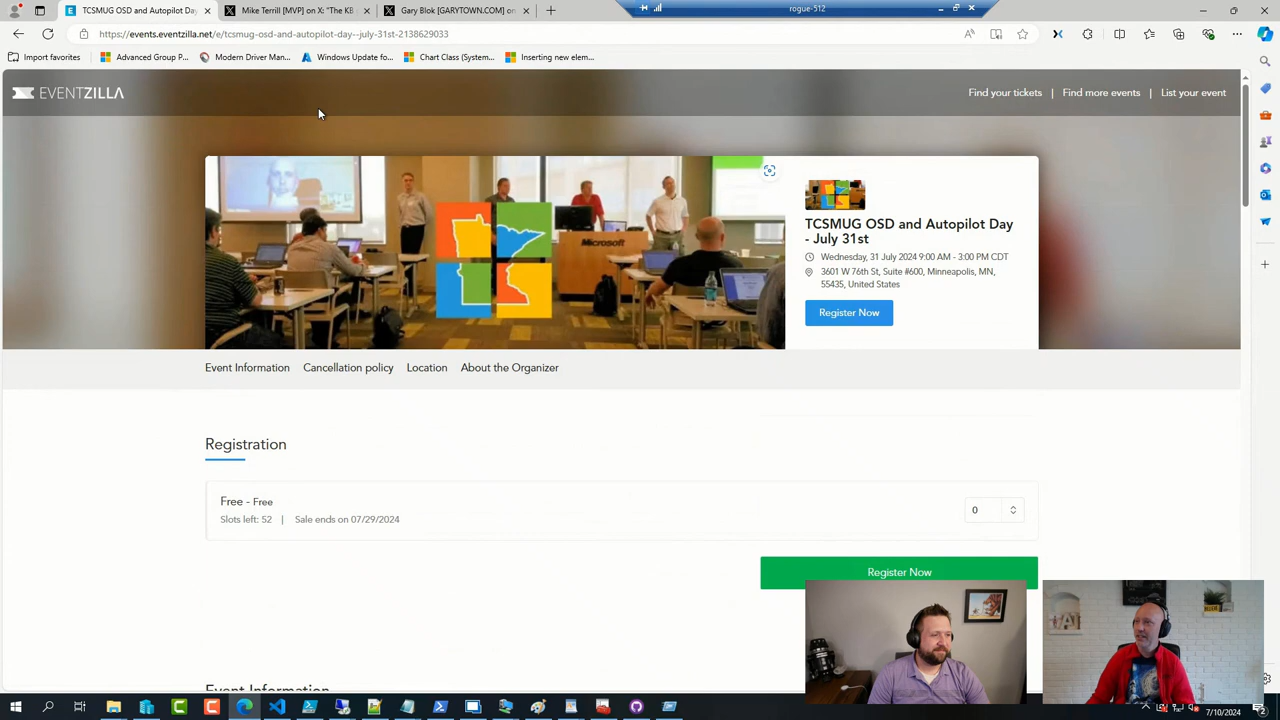 TCSMUG OSD and Autopilot Day
Mike Terrill [MVP] on X: "The KB
Gary Blok [GARYTOWN.COM] on
rogue-512
https://events.eventzilla.net/e/tcsmug-osd-and-autopilot-day--july-31st-2138629033
Import favorites
Advanced Group P...
Modern Driver Man...
Windows Update fo...
Chart Class (System...
Inserting new elem...
EVENTZILLA
Find your tickets | Find more events | List your event
Microsoft
TCSMUG OSD and Autopilot Day
- July 31st
Wednesday, 31 July 2024 9:00 AM - 3:00 PM CDT
3601 W 76th St, Suite #600, Minneapolis, MN,
55435, United States
Register Now
Event Information
Cancellation policy
Location
About the Organizer
Registration
Free - Free
0
Slots left: 52 | Sale ends on 07/29/2024
Register Now
Event Information
7/10/2024